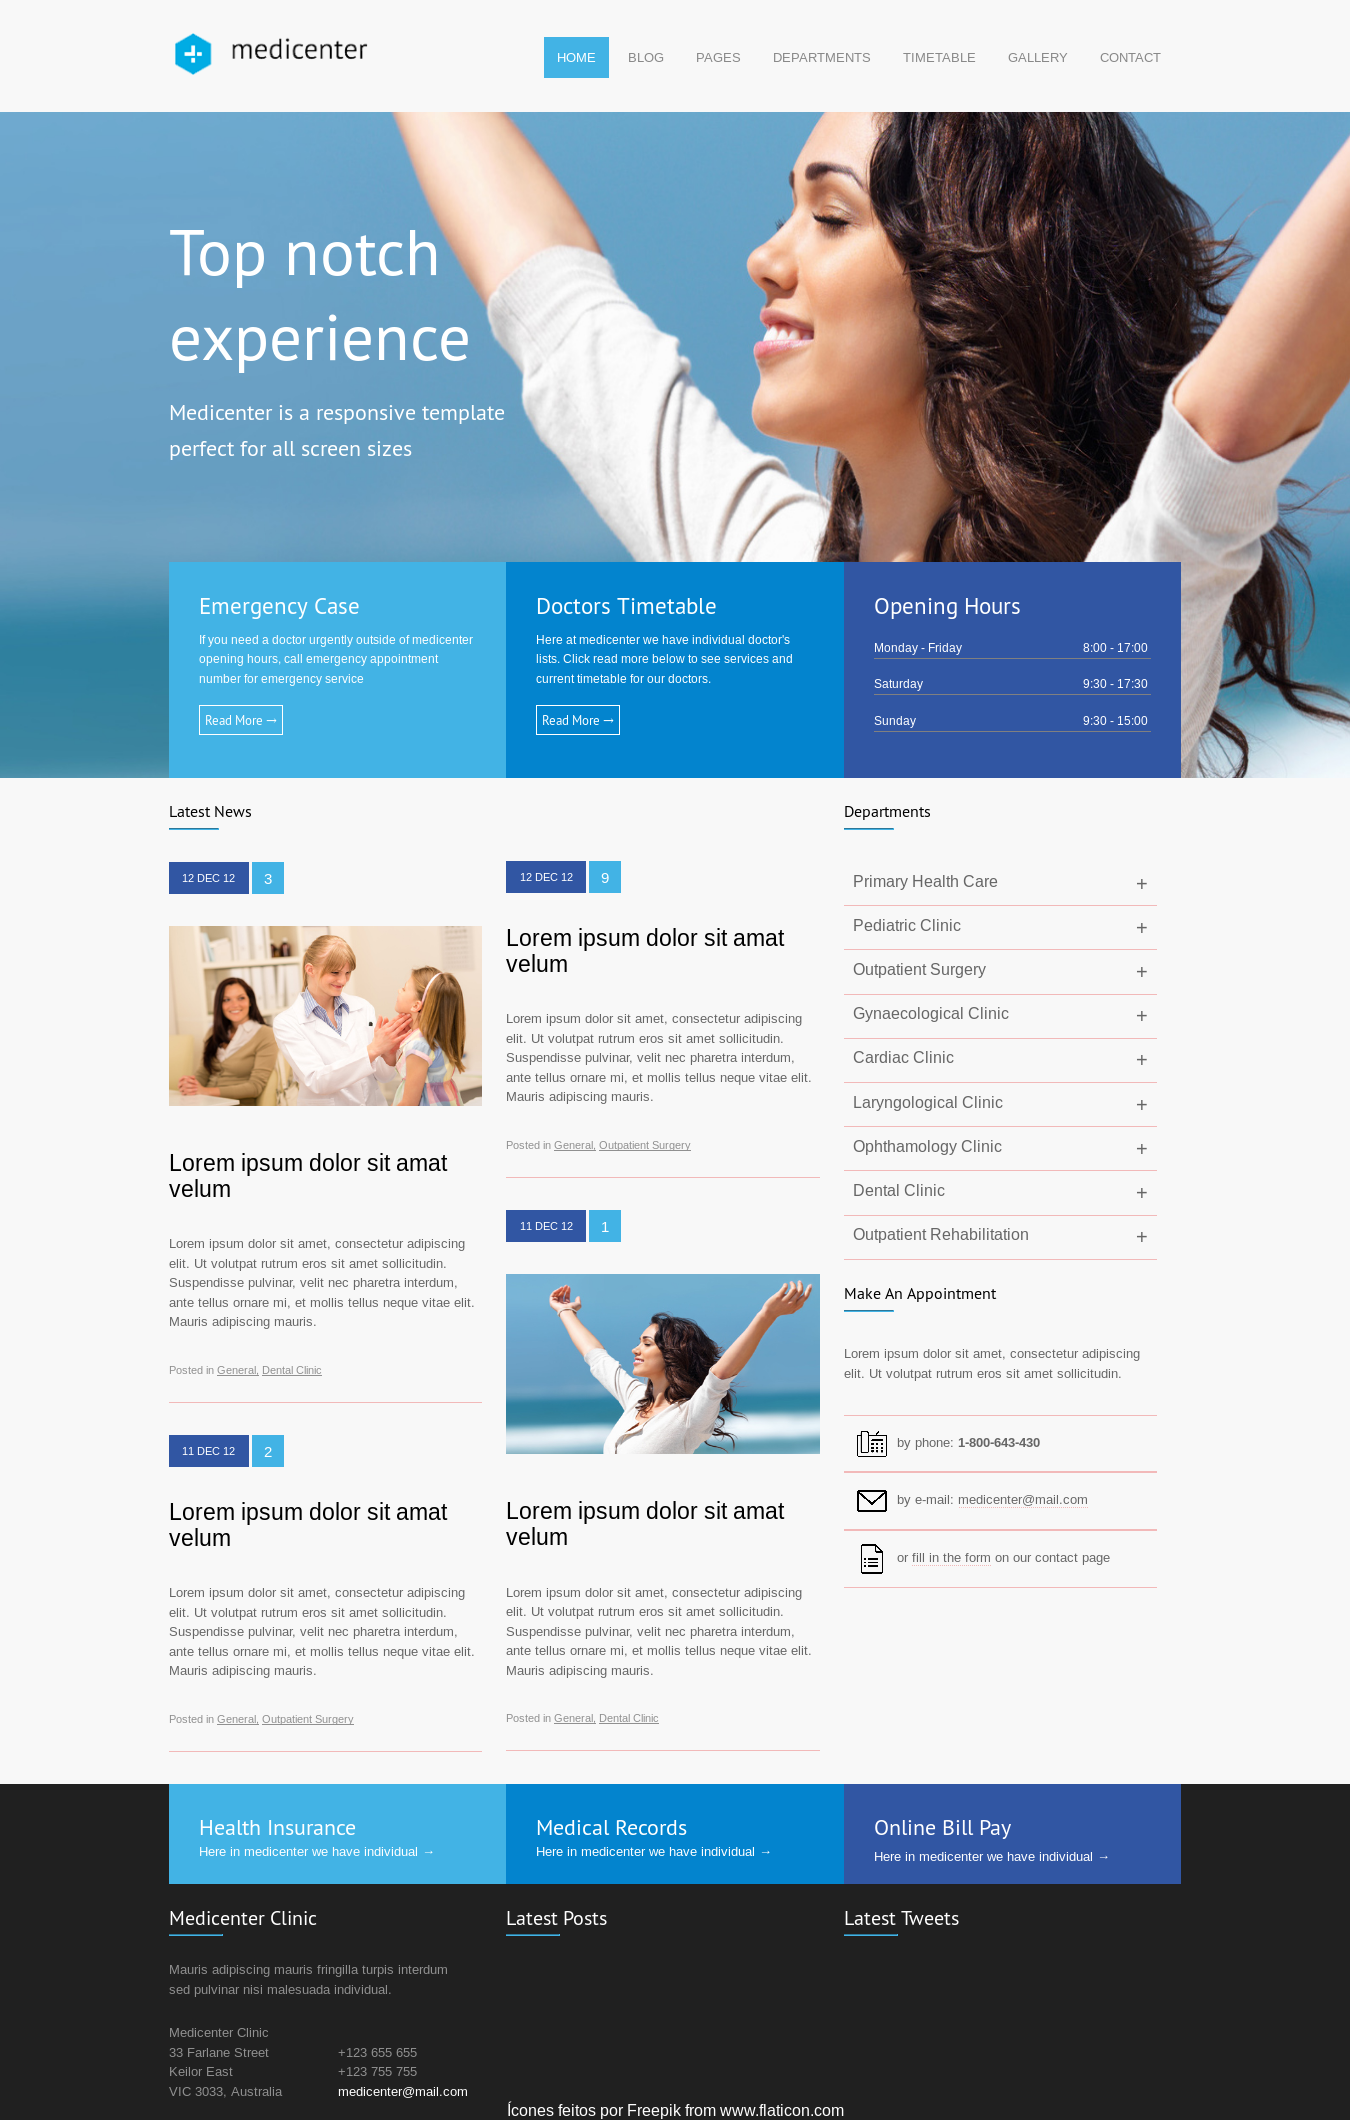 medicenter
HOME BLOG PAGES DEPARTMENTS TIMETABLE GALLERY CONTACT
Top notch
experience
Medicenter is a responsive template
perfect for all screen sizes
Emergency Case
If you need a doctor urgently outside of medicenter
opening hours, call emergency appointment
number for emergency service
Read More →
Doctors Timetable
Here at medicenter we have individual doctor's
lists. Click read more below to see services and
current timetable for our doctors.
Read More →
Opening Hours
Monday - Friday 8:00 - 17:00
Saturday 9:30 - 17:30
Sunday 9:30 - 15:00
Latest News
12 DEC 12 3
Lorem ipsum dolor sit amat
velum
Lorem ipsum dolor sit amet, consectetur adipiscing
elit. Ut volutpat rutrum eros sit amet sollicitudin.
Suspendisse pulvinar, velit nec pharetra interdum,
ante tellus ornare mi, et mollis tellus neque vitae elit.
Mauris adipiscing mauris.
Posted in General, Dental Clinic
11 DEC 12 2
Lorem ipsum dolor sit amat
velum
Lorem ipsum dolor sit amet, consectetur adipiscing
elit. Ut volutpat rutrum eros sit amet sollicitudin.
Suspendisse pulvinar, velit nec pharetra interdum,
ante tellus ornare mi, et mollis tellus neque vitae elit.
Mauris adipiscing mauris.
Posted in General, Outpatient Surgery
12 DEC 12 9
Lorem ipsum dolor sit amat
velum
Lorem ipsum dolor sit amet, consectetur adipiscing
elit. Ut volutpat rutrum eros sit amet sollicitudin.
Suspendisse pulvinar, velit nec pharetra interdum,
ante tellus ornare mi, et mollis tellus neque vitae elit.
Mauris adipiscing mauris.
Posted in General, Outpatient Surgery
11 DEC 12 1
Lorem ipsum dolor sit amat
velum
Lorem ipsum dolor sit amet, consectetur adipiscing
elit. Ut volutpat rutrum eros sit amet sollicitudin.
Suspendisse pulvinar, velit nec pharetra interdum,
ante tellus ornare mi, et mollis tellus neque vitae elit.
Mauris adipiscing mauris.
Posted in General, Dental Clinic
Departments
Primary Health Care +
Pediatric Clinic +
Outpatient Surgery +
Gynaecological Clinic +
Cardiac Clinic +
Laryngological Clinic +
Ophthamology Clinic +
Dental Clinic +
Outpatient Rehabilitation +
Make An Appointment
Lorem ipsum dolor sit amet, consectetur adipiscing
elit. Ut volutpat rutrum eros sit amet sollicitudin.
by phone: 1-800-643-430
by e-mail: medicenter@mail.com
or fill in the form on our contact page
Health Insurance
Here in medicenter we have individual →
Medical Records
Here in medicenter we have individual →
Online Bill Pay
Here in medicenter we have individual →
Medicenter Clinic
Mauris adipiscing mauris fringilla turpis interdum
sed pulvinar nisi malesuada individual.
Medicenter Clinic
33 Farlane Street +123 655 655
Keilor East +123 755 755
VIC 3033, Australia medicenter@mail.com
Latest Posts
Latest Tweets
Ícones feitos por Freepik from www.flaticon.com